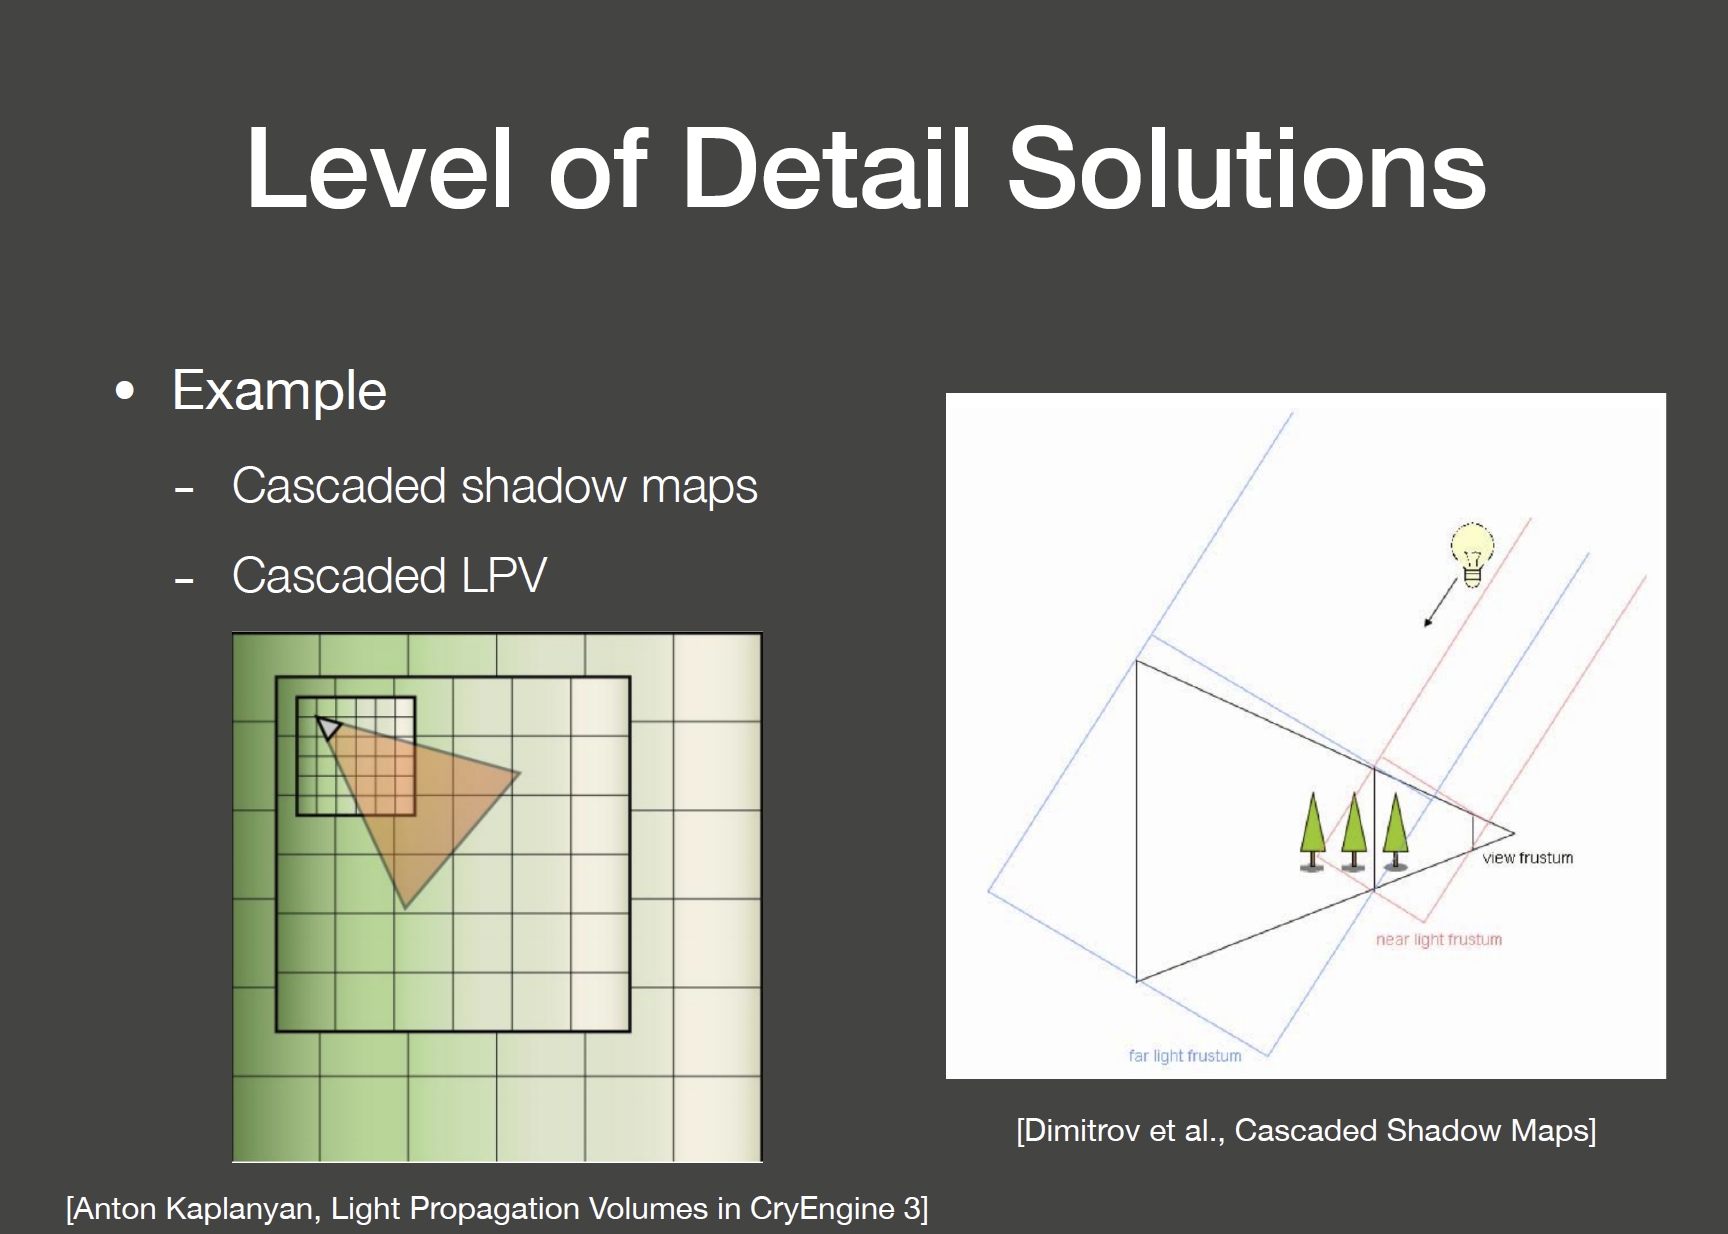 Level of Detail Solutions
• Example
- Cascaded shadow maps
- Cascaded LPV
view frustum
near light frustum
far light frustum
[Dimitrov et al., Cascaded Shadow Maps]
[Anton Kaplanyan, Light Propagation Volumes in CryEngine 3]